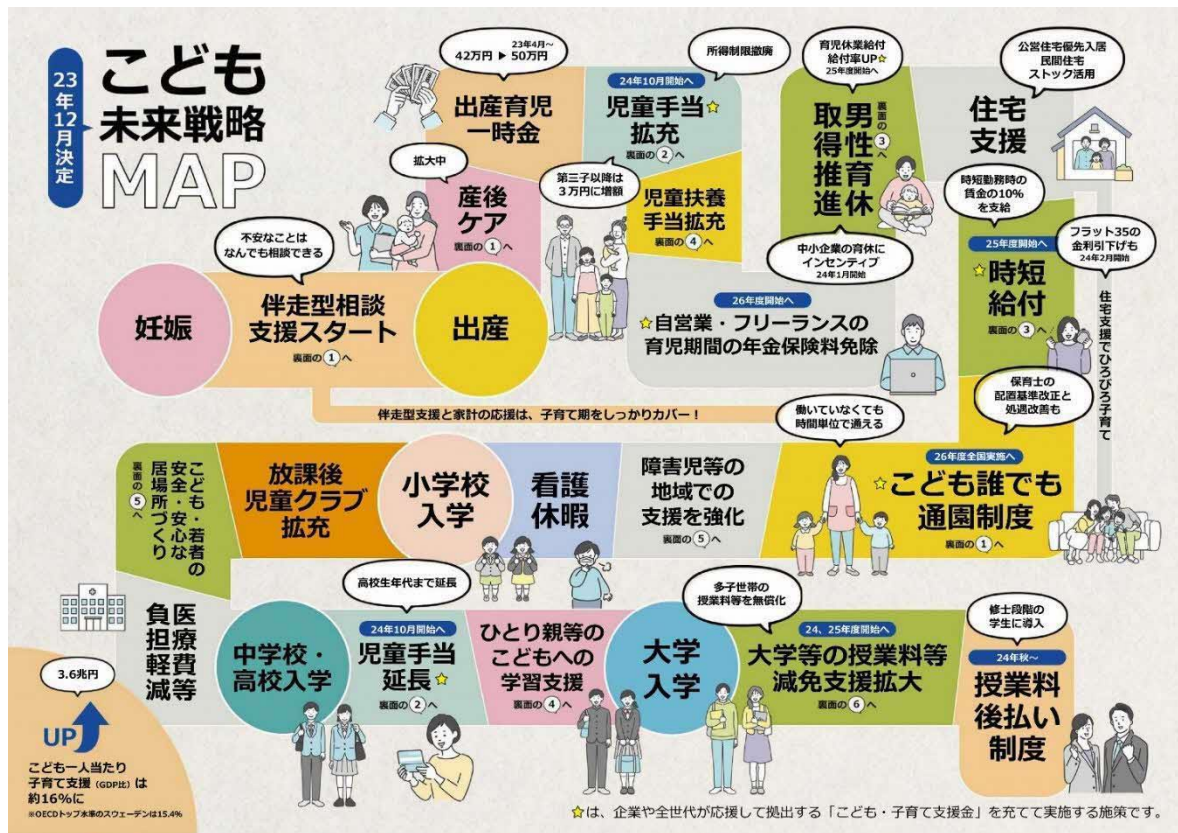 23年12月決定
こども
未来戦略
MAP
23年4月～
42万円 ▶ 50万円
出産育児
一時金
所得制限撤廃
24年10月開始へ
児童手当☆
拡充
裏面の②へ
育児休業給付
給付率UP☆
25年度開始へ
男性育休
取得推進
裏面の③へ
公営住宅優先入居
民間住宅
ストック活用
住宅
支援
拡大中
産後
ケア
裏面の①へ
第三子以降は
3万円に増額
児童扶養
手当拡充
裏面の④へ
中小企業の育休に
インセンティブ
24年1月開始
時短勤務時の
賃金の10%
を支給
25年度開始へ
☆時短
給付
裏面の③へ
フラット35の
金利引下げも
24年2月開始
住宅支援でひろびろ子育て
不安なことは
なんでも相談できる
妊娠
伴走型相談
支援スタート
裏面の①へ
出産
26年度開始へ
☆自営業・フリーランスの
育児期間の年金保険料免除
伴走型支援と家計の応援は、子育て期をしっかりカバー！
働いていなくても
時間単位で通える
保育士の
配置基準改正と
処遇改善も
26年度全国実施へ
☆こども誰でも
通園制度
裏面の①へ
障害児等の
地域での
支援を強化
裏面の⑤へ
看護
休暇
小学校
入学
放課後
児童クラブ
拡充
こども・若者の
安全・安心な
居場所づくり
裏面の⑤へ
医療費等
負担軽減
中学校・
高校入学
高校生年代まで延長
24年10月開始へ
児童手当
延長☆
裏面の②へ
ひとり親等の
こどもへの
学習支援
裏面の④へ
大学
入学
多子世帯の
授業料等を無償化
24、25年度開始へ
大学等の授業料等
減免支援拡大
裏面の⑥へ
修士段階の
学生に導入
24年秋～
授業料
後払い
制度
3.6兆円
UP
こども一人当たり
子育て支援（GDP比）は
約16%に
※OECDトップ水準のスウェーデンは15.4%
☆は、企業や全世代が応援して拠出する「こども・子育て支援金」を充てて実施する施策です。